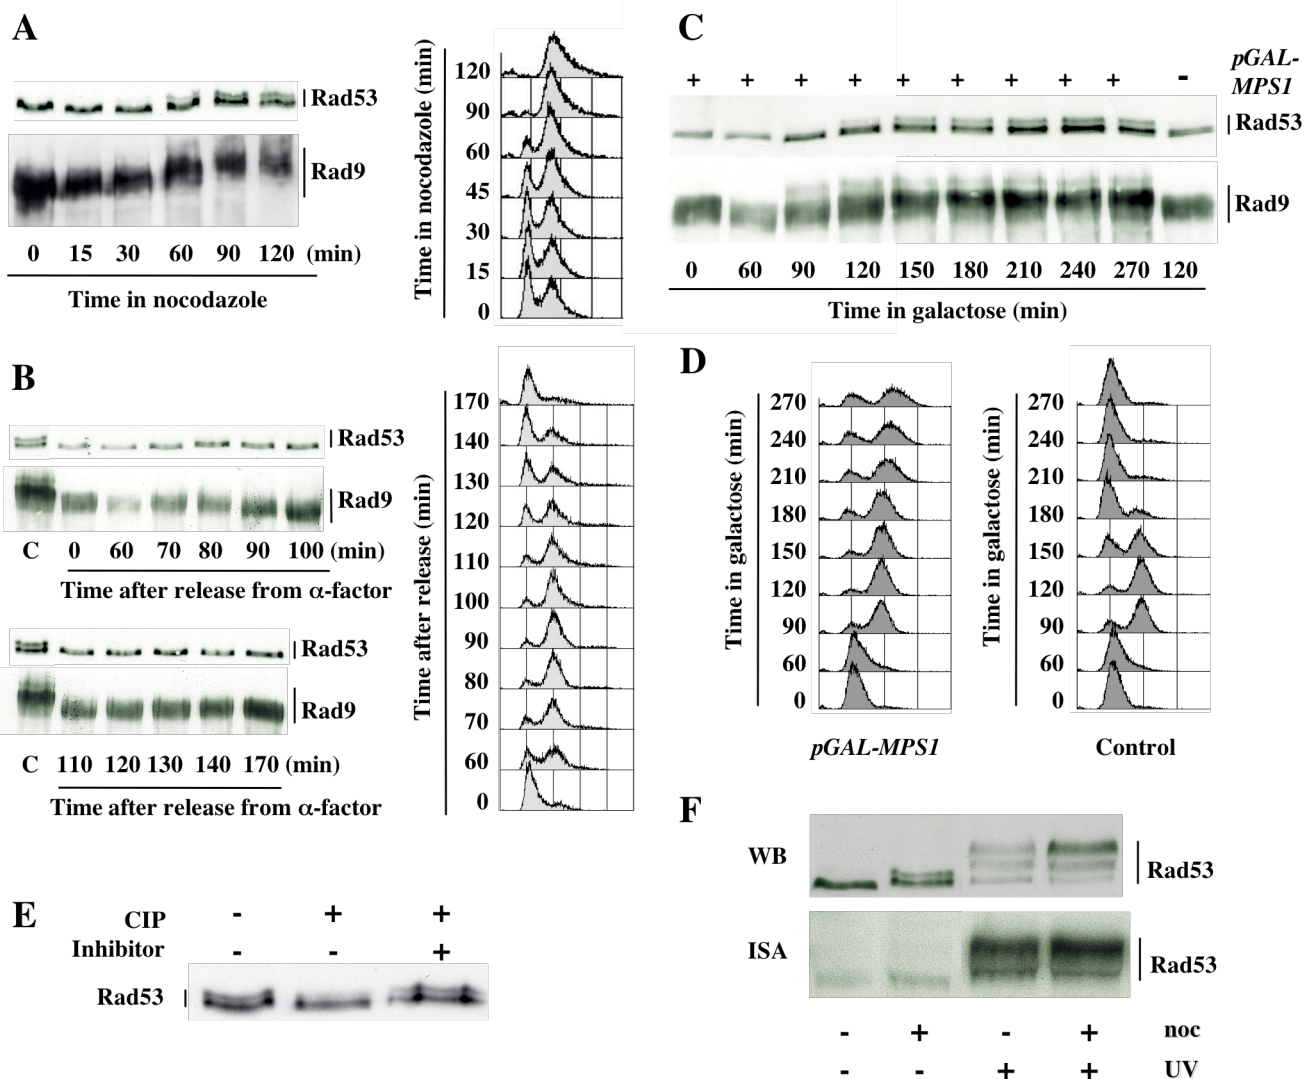 A
Rad53
Rad9
0 15 30 60 90 120 (min)
Time in nocodazole
Time in nocodazole (min)
120
90
60
45
30
15
0
B
Rad53
Rad9
C 0 60 70 80 90 100 (min)
Time after release from α-factor
Rad53
Rad9
C 110 120 130 140 170 (min)
Time after release from α-factor
Time after release (min)
170
140
130
120
110
100
90
80
70
60
0
C
+ + + + + + + + + - pGAL-
MPS1
Rad53
Rad9
0 60 90 120 150 180 210 240 270 120
Time in galactose (min)
D
Time in galactose (min)
270
240
210
180
150
120
90
60
0
pGAL-MPS1
Time in galactose (min)
270
240
210
180
150
120
90
60
0
Control
E
CIP - + +
Inhibitor - - +
Rad53
F
WB
Rad53
ISA
Rad53
- + - + noc
- - + + UV